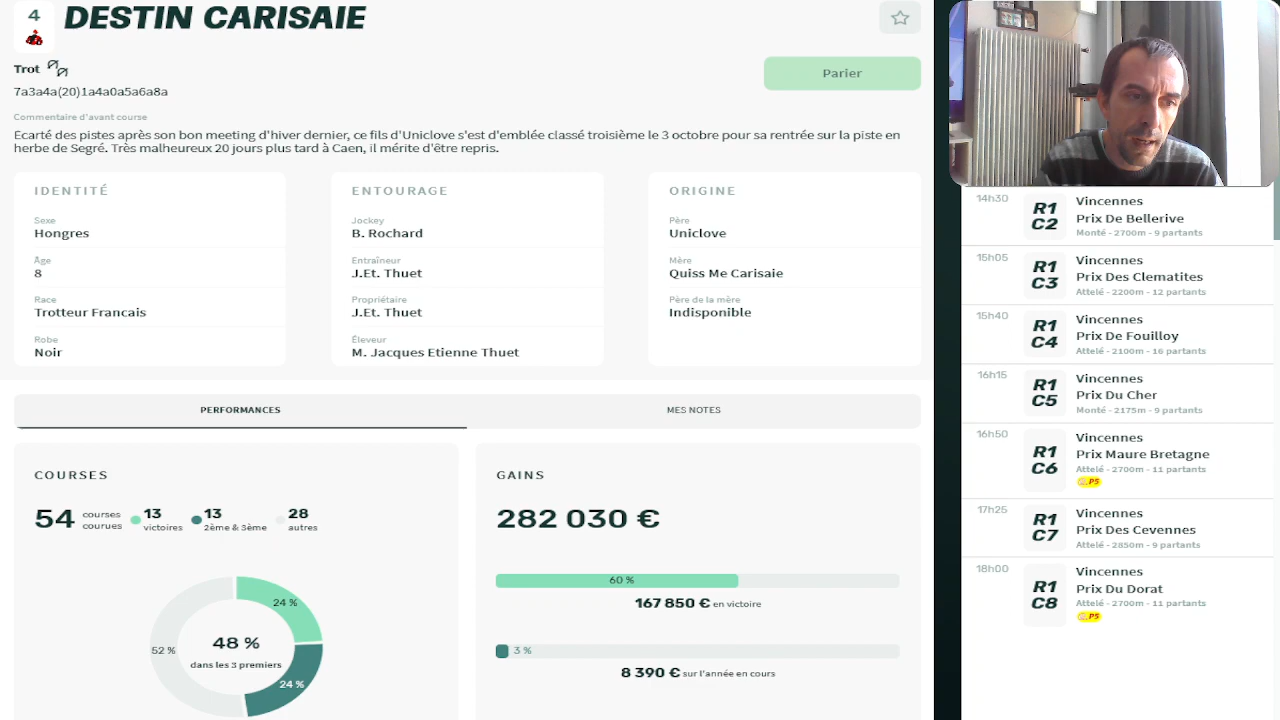 4
DESTIN CARISAIE
Trot
7a3a4a(20)1a4a0a5a6a8a
Parier
Commentaire d'avant course
Ecarté des pistes après son bon meeting d'hiver dernier, ce fils d'Uniclove s'est d'emblée classé troisième le 3 octobre pour sa rentrée sur la piste en
herbe de Segré. Très malheureux 20 jours plus tard à Caen, il mérite d'être repris.
IDENTITÉ
Sexe
Hongres
Âge
8
Race
Trotteur Francais
Robe
Noir
ENTOURAGE
Jockey
B. Rochard
Entraîneur
J.Et. Thuet
Propriétaire
J.Et. Thuet
Éleveur
M. Jacques Etienne Thuet
ORIGINE
Père
Uniclove
Mère
Quiss Me Carisaie
Père de la mère
Indisponible
PERFORMANCES
MES NOTES
COURSES
54 courses courues
13 victoires
13 2ème & 3ème
28 autres
24 %
52 %
48 %
dans les 3 premiers
24 %
GAINS
282 030 €
60 %
167 850 € en victoire
3 %
8 390 € sur l'année en cours
14h30
R1 C2
Vincennes
Prix De Bellerive
Monté - 2700m - 9 partants
15h05
R1 C3
Vincennes
Prix Des Clematites
Attelé - 2200m - 12 partants
15h40
R1 C4
Vincennes
Prix De Fouilloy
Attelé - 2100m - 16 partants
16h15
R1 C5
Vincennes
Prix Du Cher
Monté - 2175m - 9 partants
16h50
R1 C6
Vincennes
Prix Maure Bretagne
Attelé - 2700m - 11 partants
P5
17h25
R1 C7
Vincennes
Prix Des Cevennes
Attelé - 2850m - 9 partants
18h00
R1 C8
Vincennes
Prix Du Dorat
Attelé - 2700m - 11 partants
P5